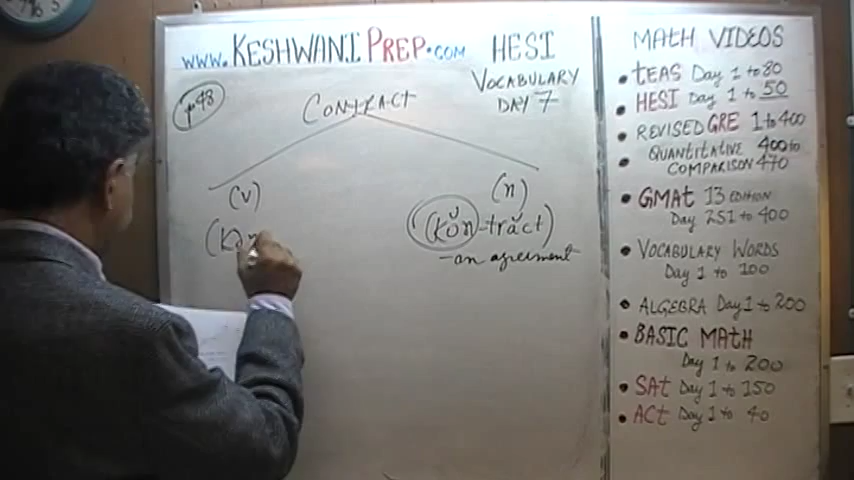 www.KESHWANIPREP.com
HESI
VOCABULARY
DAY 7
p48
CONTRACT
(v)
(kən
(n)
(kŏn-trăct)
-an agreement
MATH VIDEOS
• TEAS Day 1 to 80
• HESI Day 1 to 50
• REVISED GRE 1 to 400
• QUANTITATIVE 400 to
COMPARISON 470
• GMAT 13 EDITION
Day 251 to 400
• VOCABULARY WORDS
Day 1 to 100
• ALGEBRA Day 1 to 200
• BASIC MATH
Day 1 to 200
• SAt Day 1 to 150
• ACt Day 1 to 40